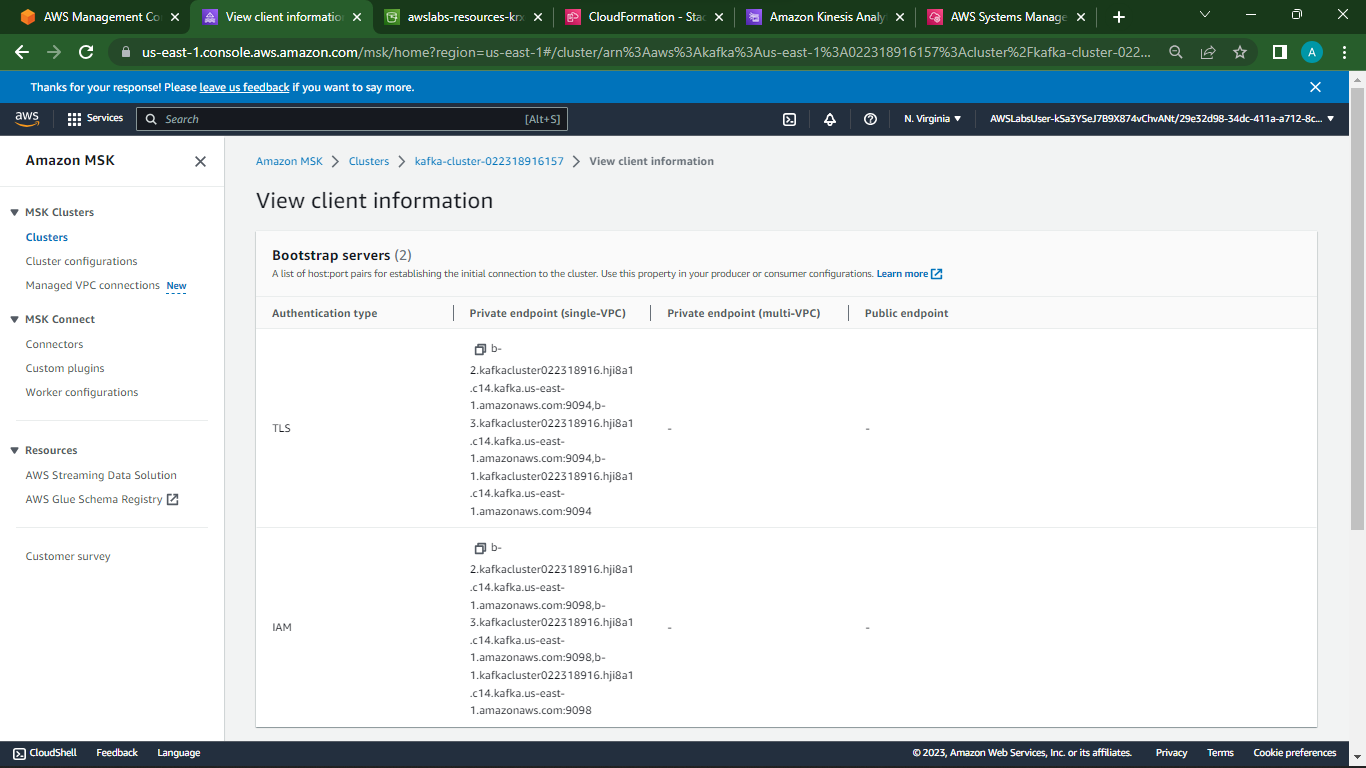 AWS Management Co
View client informatio
awslabs-resources-krx
CloudFormation - Stac
Amazon Kinesis Analy
AWS Systems Manage
us-east-1.console.aws.amazon.com/msk/home?region=us-east-1#/cluster/arn%3Aaws%3Akafka%3Aus-east-1%3A022318916157%3Acluster%2Fkafka-cluster-022...
A
Thanks for your response! Please leave us feedback if you want to say more.
aws
Services
Search
[Alt+S]
N. Virginia
AWSLabsUser-kSa3YSeJ7B9X874vChvANt/29e32d98-34dc-411a-a712-8c...
Amazon MSK
MSK Clusters
Clusters
Cluster configurations
Managed VPC connections New
MSK Connect
Connectors
Custom plugins
Worker configurations
Resources
AWS Streaming Data Solution
AWS Glue Schema Registry
Customer survey
Amazon MSK
Clusters
kafka-cluster-022318916157
View client information
View client information
Bootstrap servers (2)
A list of host:port pairs for establishing the initial connection to the cluster. Use this property in your producer or consumer configurations. Learn more
Authentication type
Private endpoint (single-VPC)
Private endpoint (multi-VPC)
Public endpoint
TLS
b-
2.kafkacluster022318916.hji8a1
.c14.kafka.us-east-
1.amazonaws.com:9094,b-
3.kafkacluster022318916.hji8a1
.c14.kafka.us-east-
1.amazonaws.com:9094,b-
1.kafkacluster022318916.hji8a1
.c14.kafka.us-east-
1.amazonaws.com:9094
-
-
IAM
b-
2.kafkacluster022318916.hji8a1
.c14.kafka.us-east-
1.amazonaws.com:9098,b-
3.kafkacluster022318916.hji8a1
.c14.kafka.us-east-
1.amazonaws.com:9098,b-
1.kafkacluster022318916.hji8a1
.c14.kafka.us-east-
1.amazonaws.com:9098
-
-
CloudShell
Feedback
Language
© 2023, Amazon Web Services, Inc. or its affiliates.
Privacy
Terms
Cookie preferences